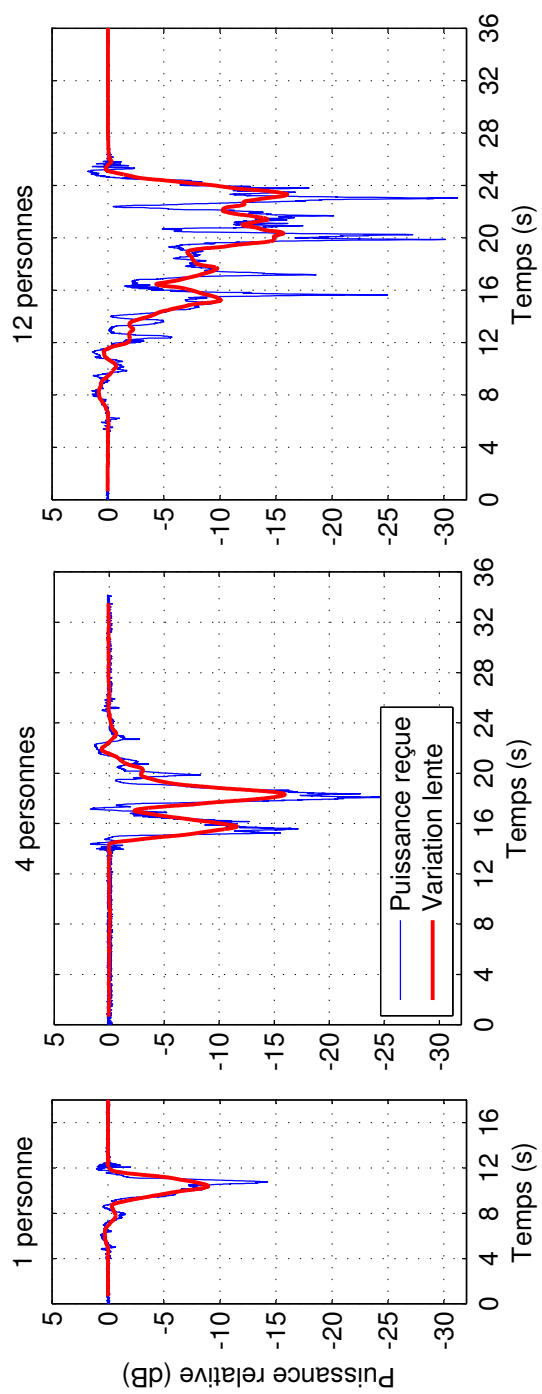 1 personne
Puissance relative (dB)
5
0
-5
-10
-15
-20
-25
-30
0 4 8 12 16
Temps (s)
4 personnes
5
0
-5
-10
-15
-20
-25
-30
Puissance reçue
Variation lente
0 4 8 12 16 20 24 28 32 36
Temps (s)
12 personnes
5
0
-5
-10
-15
-20
-25
-30
0 4 8 12 16 20 24 28 32 36
Temps (s)